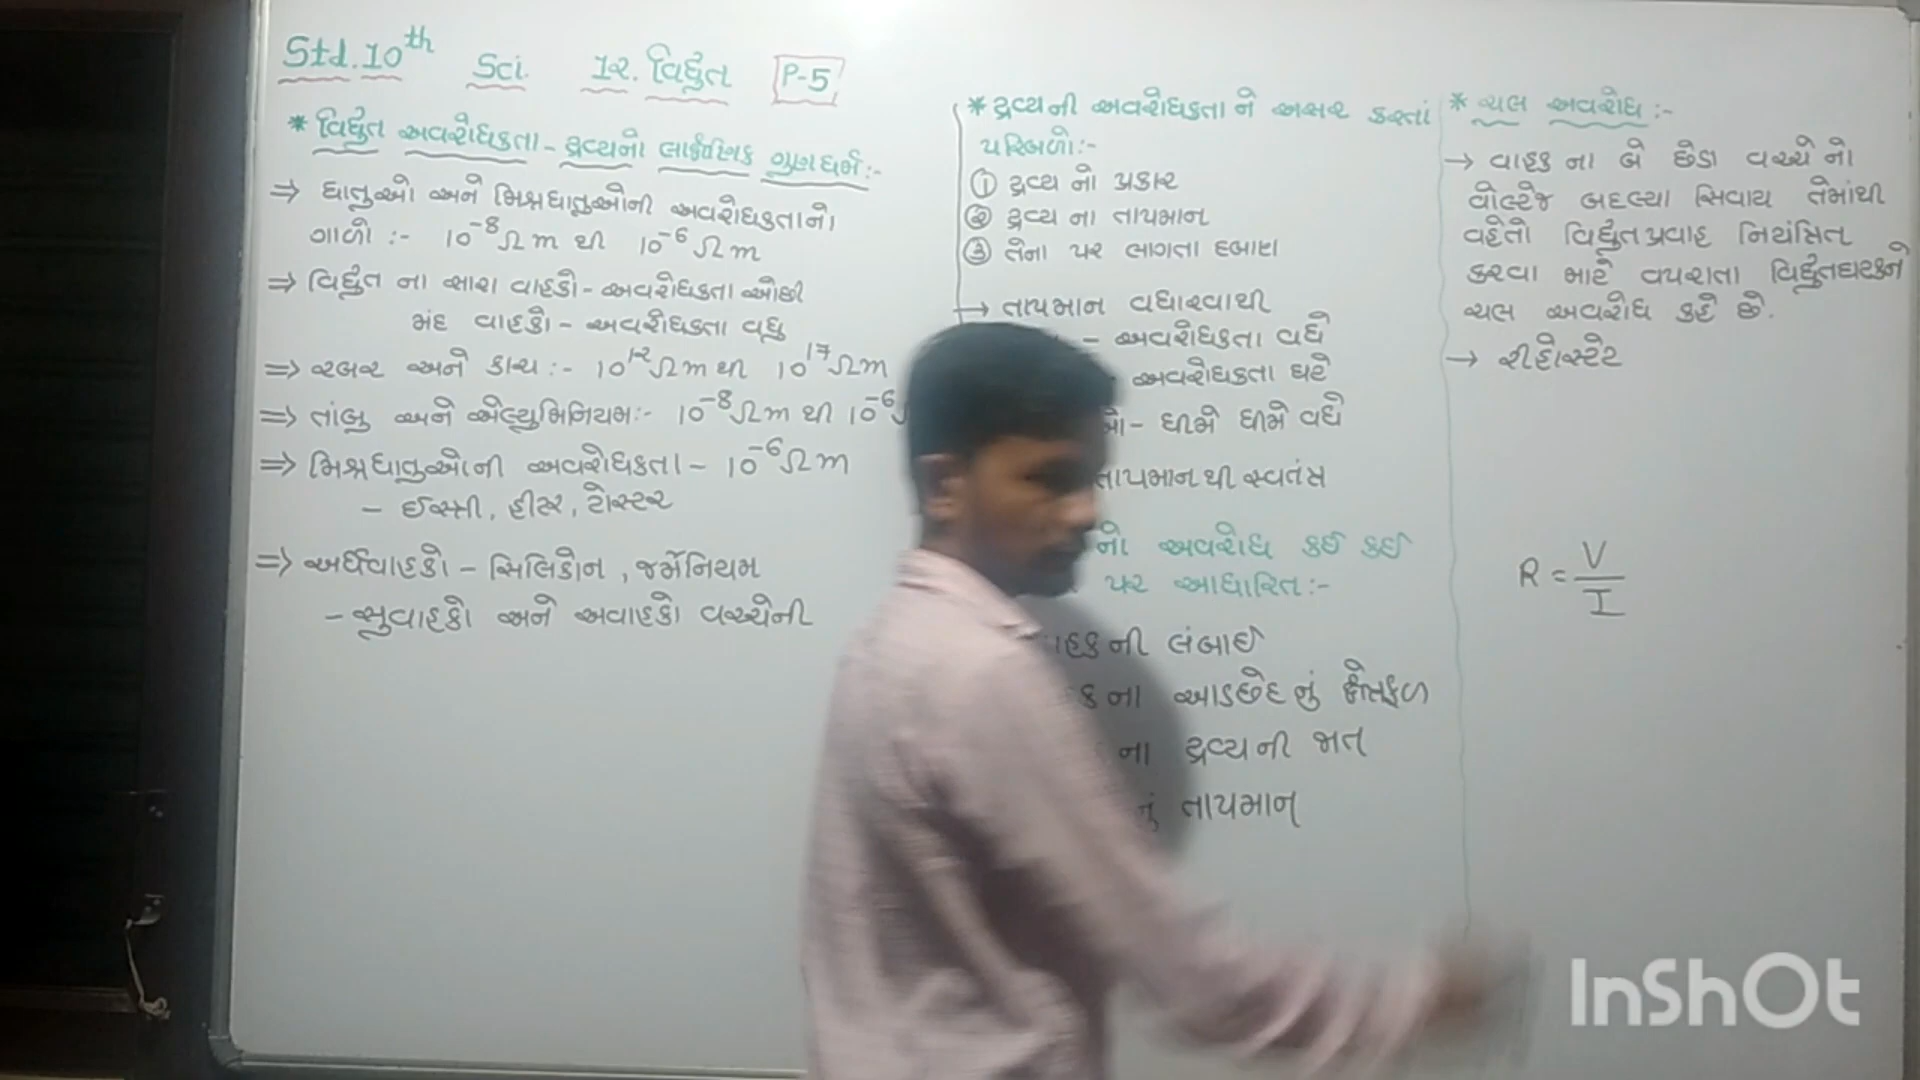 Std.10th Sci. 12. વિદ્યુત P-5
* વિદ્યુત અવરોધકતા - દ્રવ્યનો લાક્ષણિક ગુણધર્મ :-
⇒ ધાતુઓ અને મિશ્રધાતુઓની અવરોધકતાનો
ગાળો :- 10⁻⁸ Ωm થી 10⁻⁶ Ωm
⇒ વિદ્યુત ના સારા વાહકો - અવરોધકતા ઓછી
મંદ વાહકો - અવરોધકતા વધુ
⇒ રબર અને કાચ :- 10¹² Ωm થી 10¹⁷ Ωm
⇒ તાંબુ અને એલ્યુમિનિયમ :- 10⁻⁸ Ωm થી 10⁻⁶
⇒ મિશ્રધાતુઓની અવરોધકતા - 10⁻⁶ Ωm
- ઈસ્ત્રી, હીટર, ટોસ્ટર
⇒ અર્ધવાહકો - સિલિકોન, જર્મેનિયમ
- સુવાહકો અને અવાહકો વચ્ચેની
* દ્રવ્યની અવરોધકતા ને અસર કરતાં
પરિબળો :-
① દ્રવ્ય નો પ્રકાર
② દ્રવ્ય ના તાપમાન
③ તેના પર લાગતા દબાણ
→ તાપમાન વધારવાથી
- અવરોધકતા વધે
અવરોધકતા ઘટે
- ધીમે ધીમે વધે
તાપમાન થી સ્વતંત્ર
નો અવરોધ કઈ કઈ
પર આધારિત :-
ની લંબાઈ
ના આડછેદ નું ક્ષેત્રફળ
ના દ્રવ્યની જાત
તાપમાન
* ચલ અવરોધ :-
→ વાહક ના બે છેડા વચ્ચે નો
વોલ્ટેજ બદલ્યા સિવાય તેમાંથી
વહેતો વિદ્યુતપ્રવાહ નિયંત્રિત
કરવા માટે વપરાતા વિદ્યુતઘટકને
ચલ અવરોધ કહે છે.
→ રીહોસ્ટેટ
R = V/I
InShOt